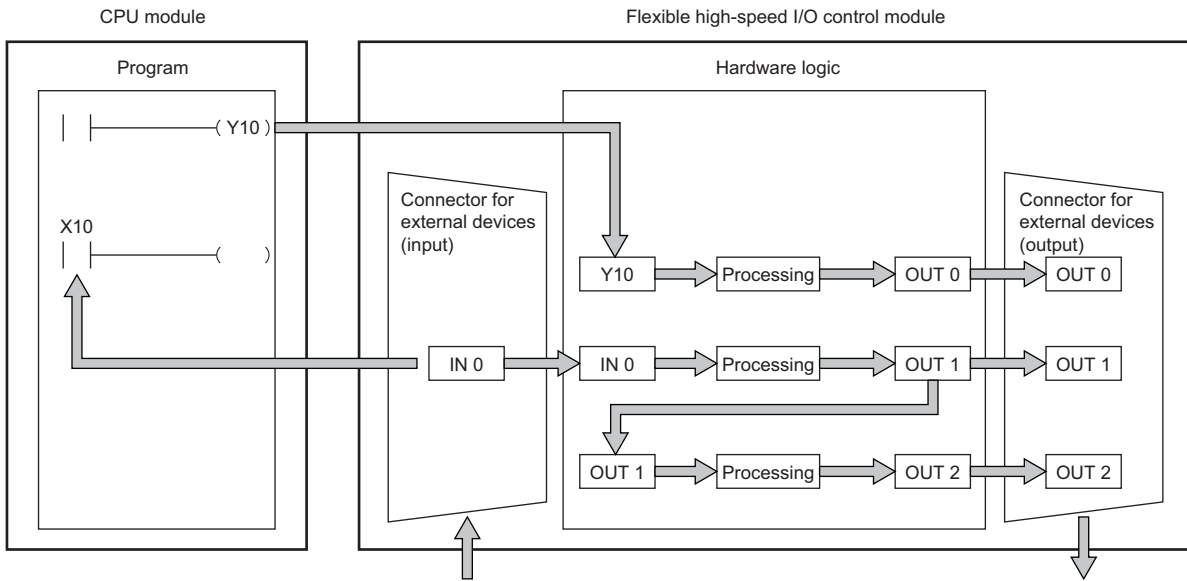 CPU module
Flexible high-speed I/O control module
Program
Hardware logic
( Y10 )
X10
( )
Connector for
external devices
(input)
Connector for
external devices
(output)
Y10
Processing
OUT 0
OUT 0
IN 0
IN 0
Processing
OUT 1
OUT 1
OUT 1
Processing
OUT 2
OUT 2